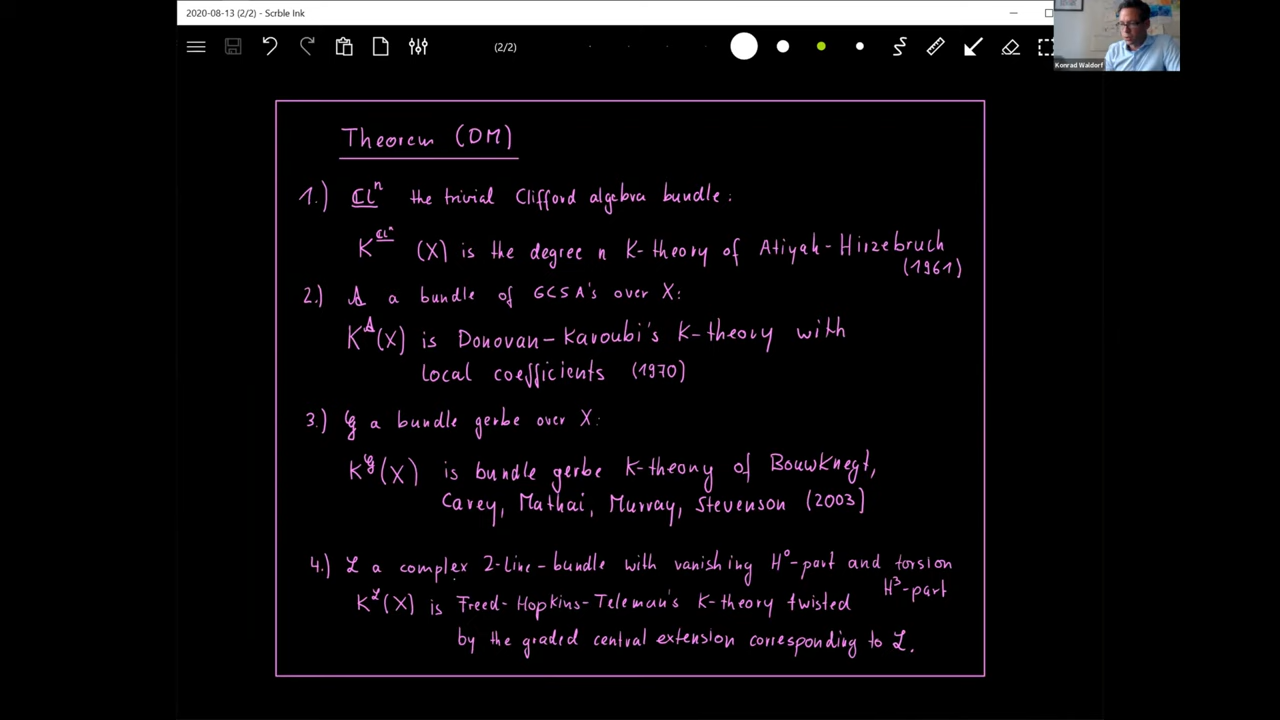 2020-08-13 (2/2) - Scrble Ink
(2/2)
Konrad Waldorf
Theorem (DM)
1.) ℂlⁿ the trivial Clifford algebra bundle:
K^ℂlⁿ (X) is the degree n K-theory of Atiyah-Hirzebruch
(1961)
2.) A a bundle of GCSA's over X:
K^A(X) is Donovan-Karoubi's K-theory with
local coefficients (1970)
3.) G a bundle gerbe over X:
K^G(X) is bundle gerbe K-theory of Bouwknegt,
Carey, Mathai, Murray, Stevenson (2003]
4.) L a complex 2-line-bundle with vanishing H⁰-part and torsion
H³-part
K^L(X) is Freed-Hopkins-Teleman's K-theory twisted
by the graded central extension corresponding to L.